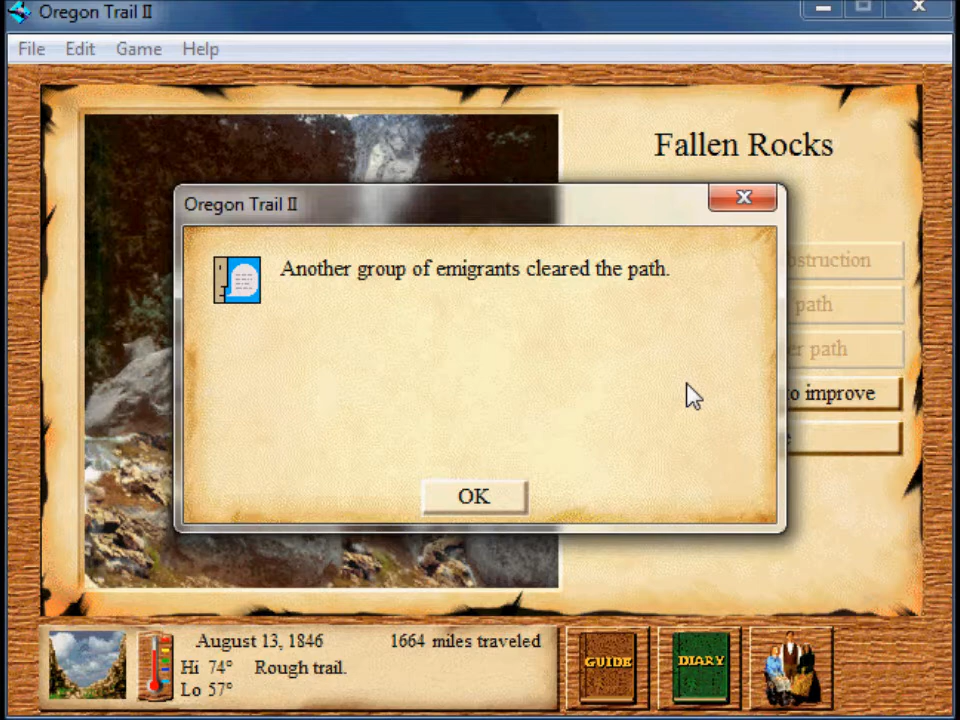 Oregon Trail II
File Edit Game Help
Fallen Rocks
Oregon Trail II
Another group of emigrants cleared the path.
path
path
to improve
OK
August 13, 1846 1664 miles traveled
Hi 74° Rough trail.
Lo 57°
GUIDE
DIARY